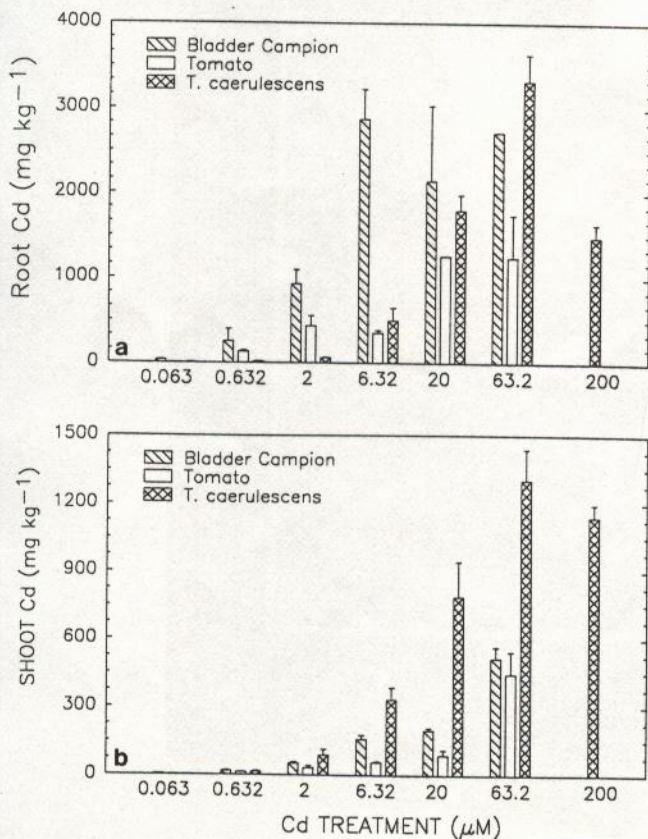 4000
3000
2000
1000
0
Root Cd (mg kg−1)
Bladder Campion
Tomato
T. caerulescens
a
0.063 0.632 2 6.32 20 63.2 200
1500
1200
900
600
300
0
SHOOT Cd (mg kg−1)
Bladder Campion
Tomato
T. caerulescens
b
0.063 0.632 2 6.32 20 63.2 200
Cd TREATMENT (μM)